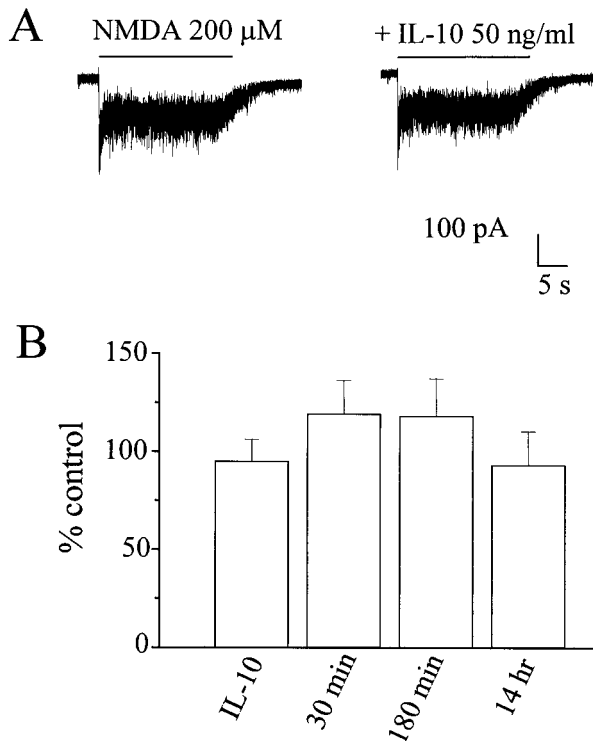 A
NMDA 200 μM
+ IL-10 50 ng/ml
100 pA
5 s
B
150
100
50
0
% control
IL-10
30 min
180 min
14 hr